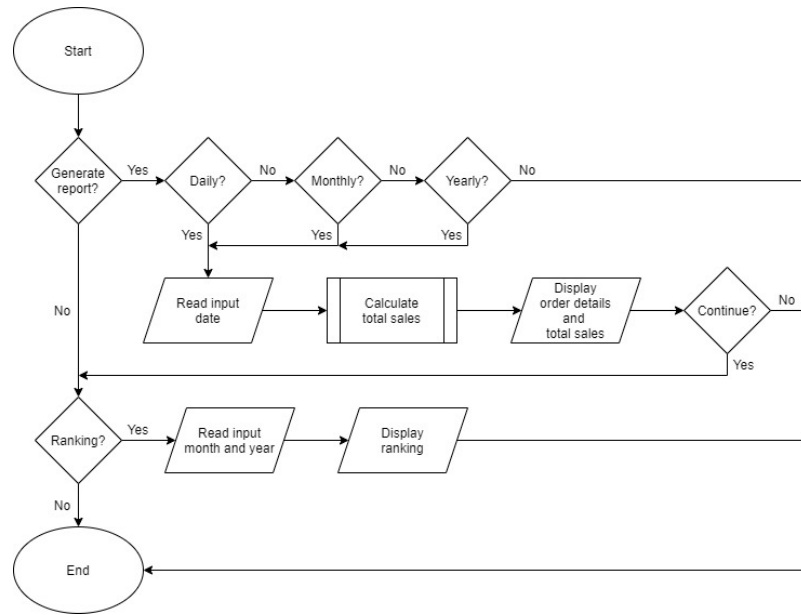 Start
Generate
report?
Yes
Daily?
No
Monthly?
No
Yearly?
No
Yes
Yes
Yes
No
Read input
date
Calculate
total sales
Display
order details
and
total sales
Continue?
No
Yes
Ranking?
Yes
Read input
month and year
Display
ranking
No
End